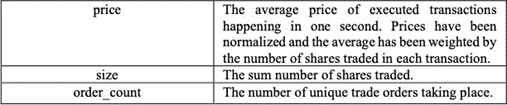 price The average price of executed transactions
happening in one second. Prices have been
normalized and the average has been weighted by
the number of shares traded in each transaction.
size The sum number of shares traded.
order_count The number of unique trade orders taking place.